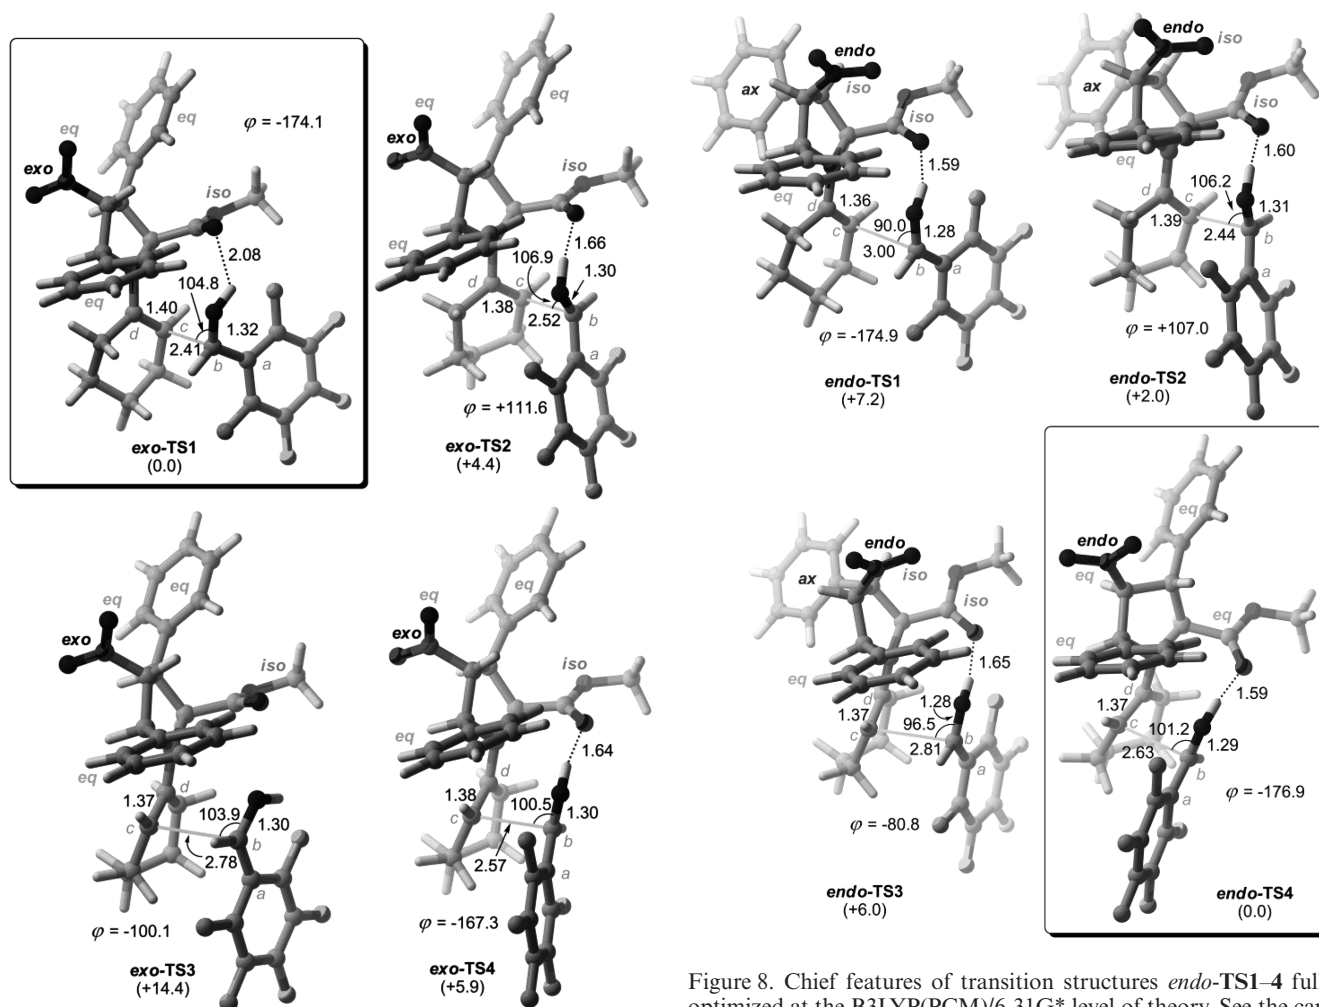 eq
eq
φ = -174.1
exo
iso
2.08
104.8
eq
1.40
c
1.32
d
2.41
b
a
exo-TS1
(0.0)
eq
eq
exo
iso
1.66
eq
106.9
1.30
d
c
1.38
2.52
b
a
φ = +111.6
exo-TS2
(+4.4)
endo
ax
iso
iso
1.59
eq
1.36
d
c
90.0
1.28
3.00
b
a
φ = -174.9
endo-TS1
(+7.2)
endo
iso
ax
iso
1.60
eq
106.2
d
c
1.31
1.39
2.44
b
a
φ = +107.0
endo-TS2
(+2.0)
eq
eq
exo
iso
eq
1.37
d
c
103.9
1.30
b
2.78
a
φ = -100.1
exo-TS3
(+14.4)
eq
eq
exo
iso
eq
1.64
d
1.38
100.5
c
1.30
b
2.57
a
φ = -167.3
exo-TS4
(+5.9)
endo
ax
iso
iso
eq
1.65
d
1.28
1.37
96.5
c
b
2.81
a
φ = -80.8
endo-TS3
(+6.0)
eq
endo
eq
eq
eq
1.59
d
1.37
c
101.2
1.29
2.63
b
a
φ = -176.9
endo-TS4
(0.0)
Figure 8. Chief features of transition structures endo-TS1–4 full
optimized at the B3LYP(PCM)/6-31G* level of theory. See the cap